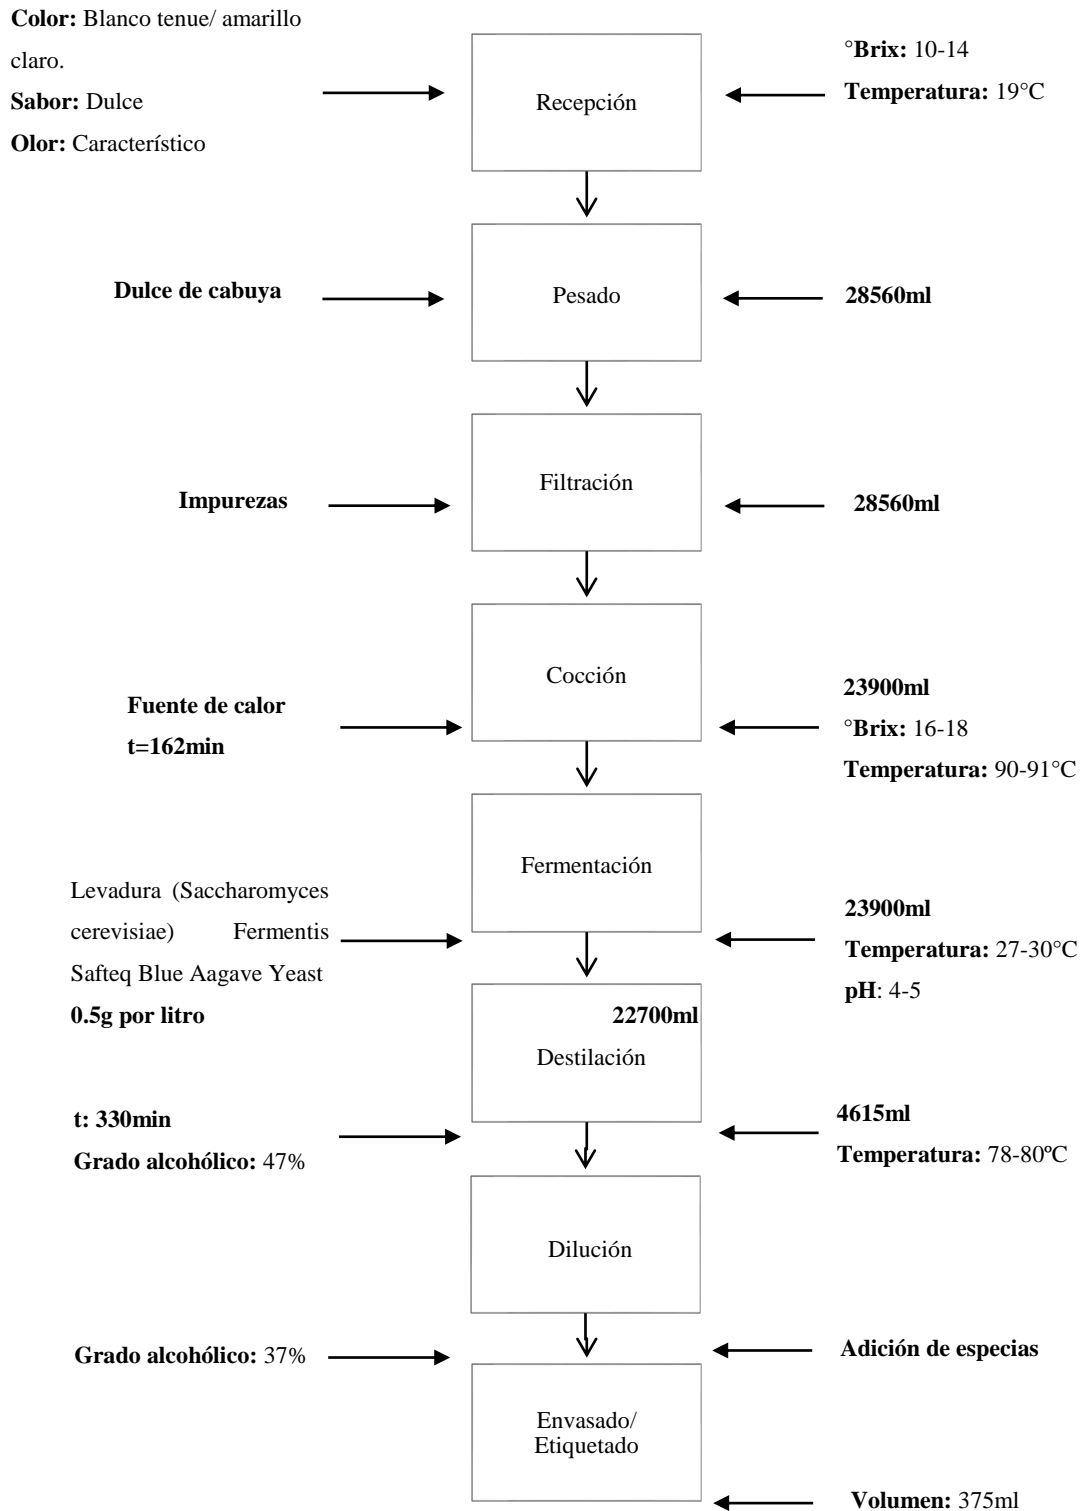 Color: Blanco tenue/ amarillo
claro.
Sabor: Dulce
Olor: Característico
Recepción
°Brix: 10-14
Temperatura: 19°C
Dulce de cabuya
Pesado
28560ml
Impurezas
Filtración
28560ml
Fuente de calor
t=162min
Cocción
23900ml
°Brix: 16-18
Temperatura: 90-91°C
Levadura (Saccharomyces
cerevisiae) Fermentis
Safteq Blue Aagave Yeast
0.5g por litro
Fermentación
23900ml
Temperatura: 27-30°C
pH: 4-5
22700ml
Destilación
t: 330min
Grado alcohólico: 47%
4615ml
Temperatura: 78-80ºC
Dilución
Grado alcohólico: 37%
Adición de especias
Envasado/
Etiquetado
Volumen: 375ml